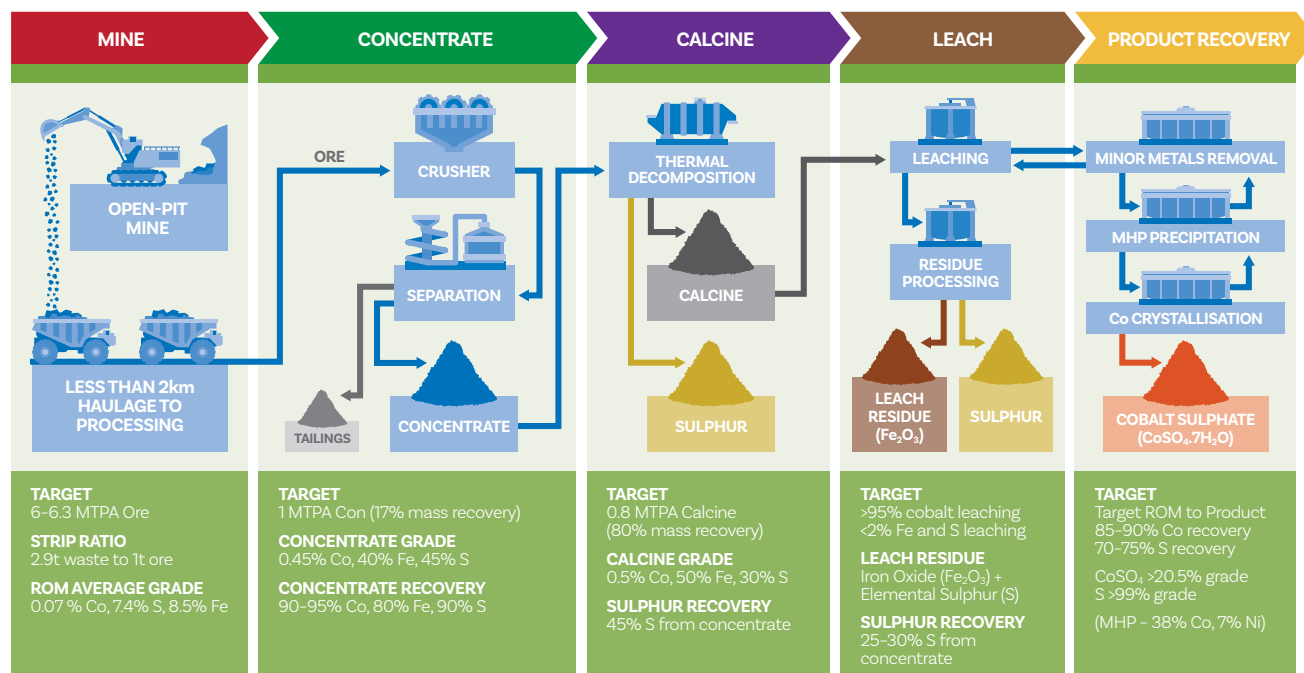 MINE
CONCENTRATE
CALCINE
LEACH
PRODUCT RECOVERY
OPEN-PIT
MINE
LESS THAN 2km
HAULAGE TO
PROCESSING
ORE
CRUSHER
SEPARATION
TAILINGS
CONCENTRATE
THERMAL
DECOMPOSITION
CALCINE
SULPHUR
LEACHING
RESIDUE
PROCESSING
LEACH
RESIDUE
(Fe₂O₃)
SULPHUR
MINOR METALS REMOVAL
MHP PRECIPITATION
Co CRYSTALLISATION
COBALT SULPHATE
(CoSO₄.7H₂O)
TARGET
6–6.3 MTPA Ore
STRIP RATIO
2.9t waste to 1t ore
ROM AVERAGE GRADE
0.07 % Co, 7.4% S, 8.5% Fe
TARGET
1 MTPA Con (17% mass recovery)
CONCENTRATE GRADE
0.45% Co, 40% Fe, 45% S
CONCENTRATE RECOVERY
90–95% Co, 80% Fe, 90% S
TARGET
0.8 MTPA Calcine
(80% mass recovery)
CALCINE GRADE
0.5% Co, 50% Fe, 30% S
SULPHUR RECOVERY
45% S from concentrate
TARGET
>95% cobalt leaching
<2% Fe and S leaching
LEACH RESIDUE
Iron Oxide (Fe₂O₃) +
Elemental Sulphur (S)
SULPHUR RECOVERY
25–30% S from
concentrate
TARGET
Target ROM to Product
85–90% Co recovery
70–75% S recovery
CoSO₄ >20.5% grade
S >99% grade
(MHP – 38% Co, 7% Ni)